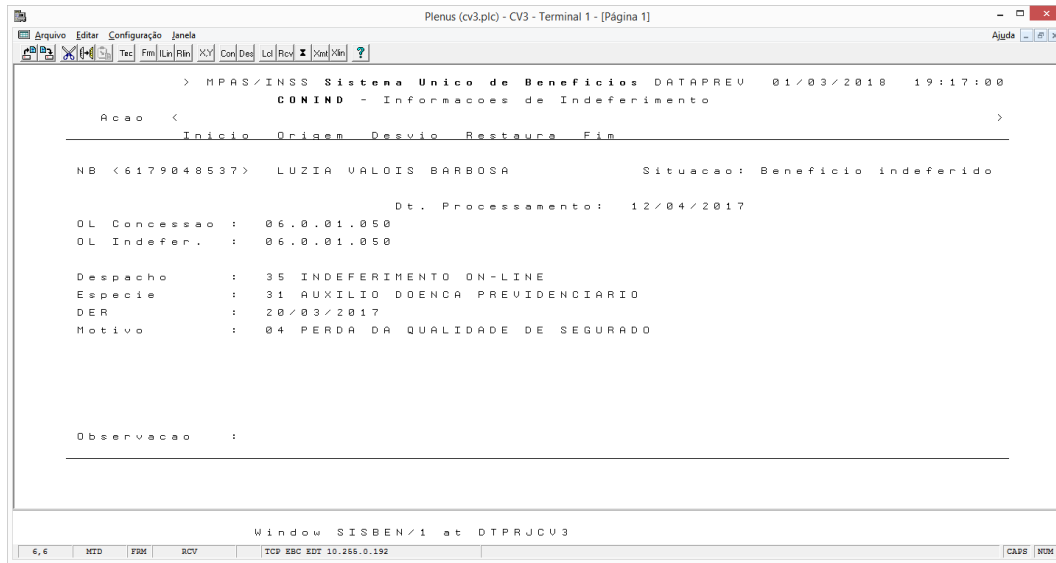 Plenus (cv3.plc) - CV3 - Terminal 1 - [Página 1]
Arquivo Editar Configuração Janela Ajuda
Tec Frm ILin Rlin X,Y Con Des Lcl Rcv Xmt Xlin ?
> MPAS/INSS Sistema Unico de Beneficios DATAPREV 01/03/2018 19:17:00
CONIND - Informacoes de Indeferimento
Acao < >
Inicio Origem Desvio Restaura Fim
NB <6179048537> LUZIA VALOIS BARBOSA Situacao: Beneficio indeferido
Dt. Processamento: 12/04/2017
OL Concessao : 06.0.01.050
OL Indefer. : 06.0.01.050
Despacho : 35 INDEFERIMENTO ON-LINE
Especie : 31 AUXILIO DOENCA PREVIDENCIARIO
DER : 20/03/2017
Motivo : 04 PERDA DA QUALIDADE DE SEGURADO
Observacao :
Window SISBEN/1 at DTPRJCV3
6,6 MTD FRM RCV TCP EBC EDT 10.255.0.192 CAPS NUM